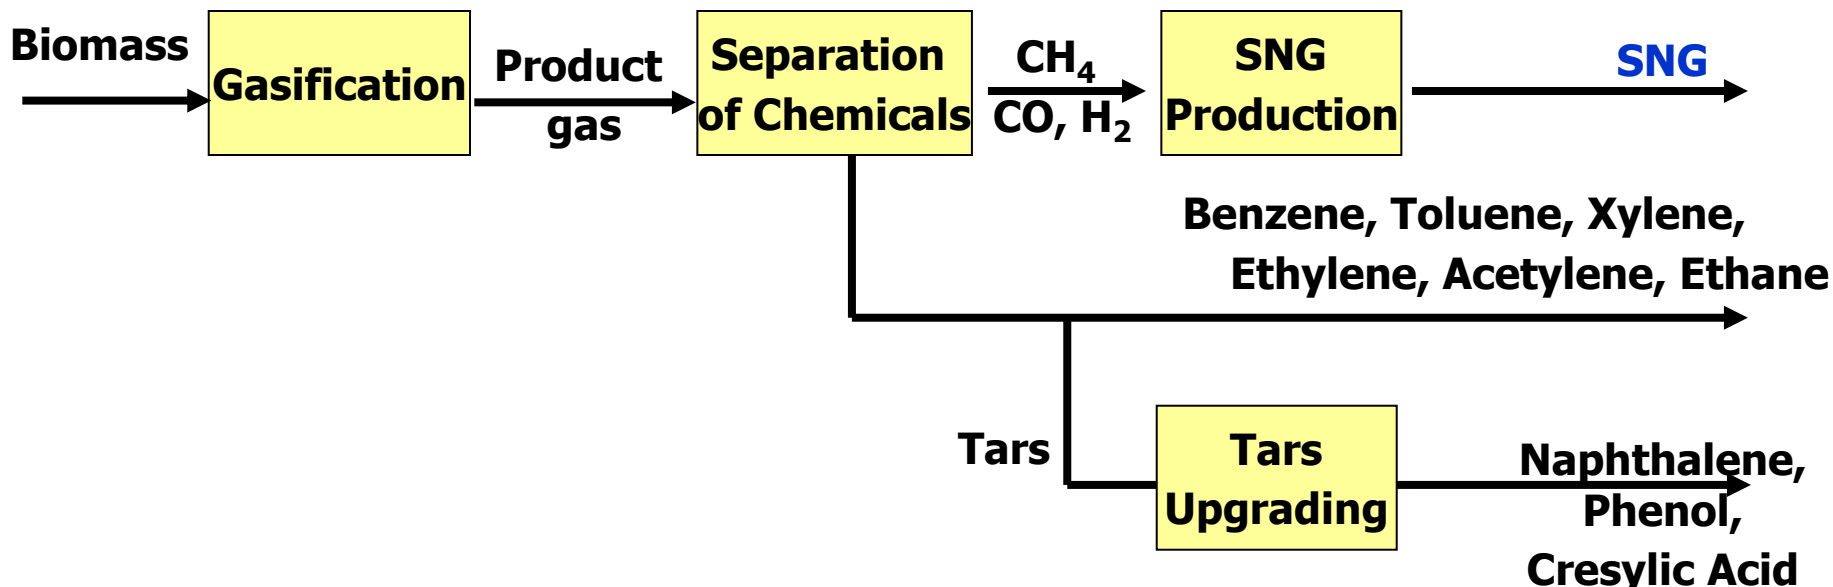 Biomass
Gasification
Product
gas
Separation
of Chemicals
CH₄
CO, H₂
SNG
Production
SNG
Benzene, Toluene, Xylene,
Ethylene, Acetylene, Ethane
Tars
Tars
Upgrading
Naphthalene,
Phenol,
Cresylic Acid